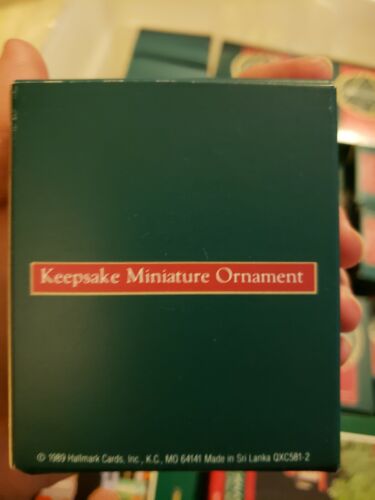 Keepsake Miniature Ornament
© 1989 Hallmark Cards, Inc., K.C., MO 64141 Made in Sri Lanka QXC581-2